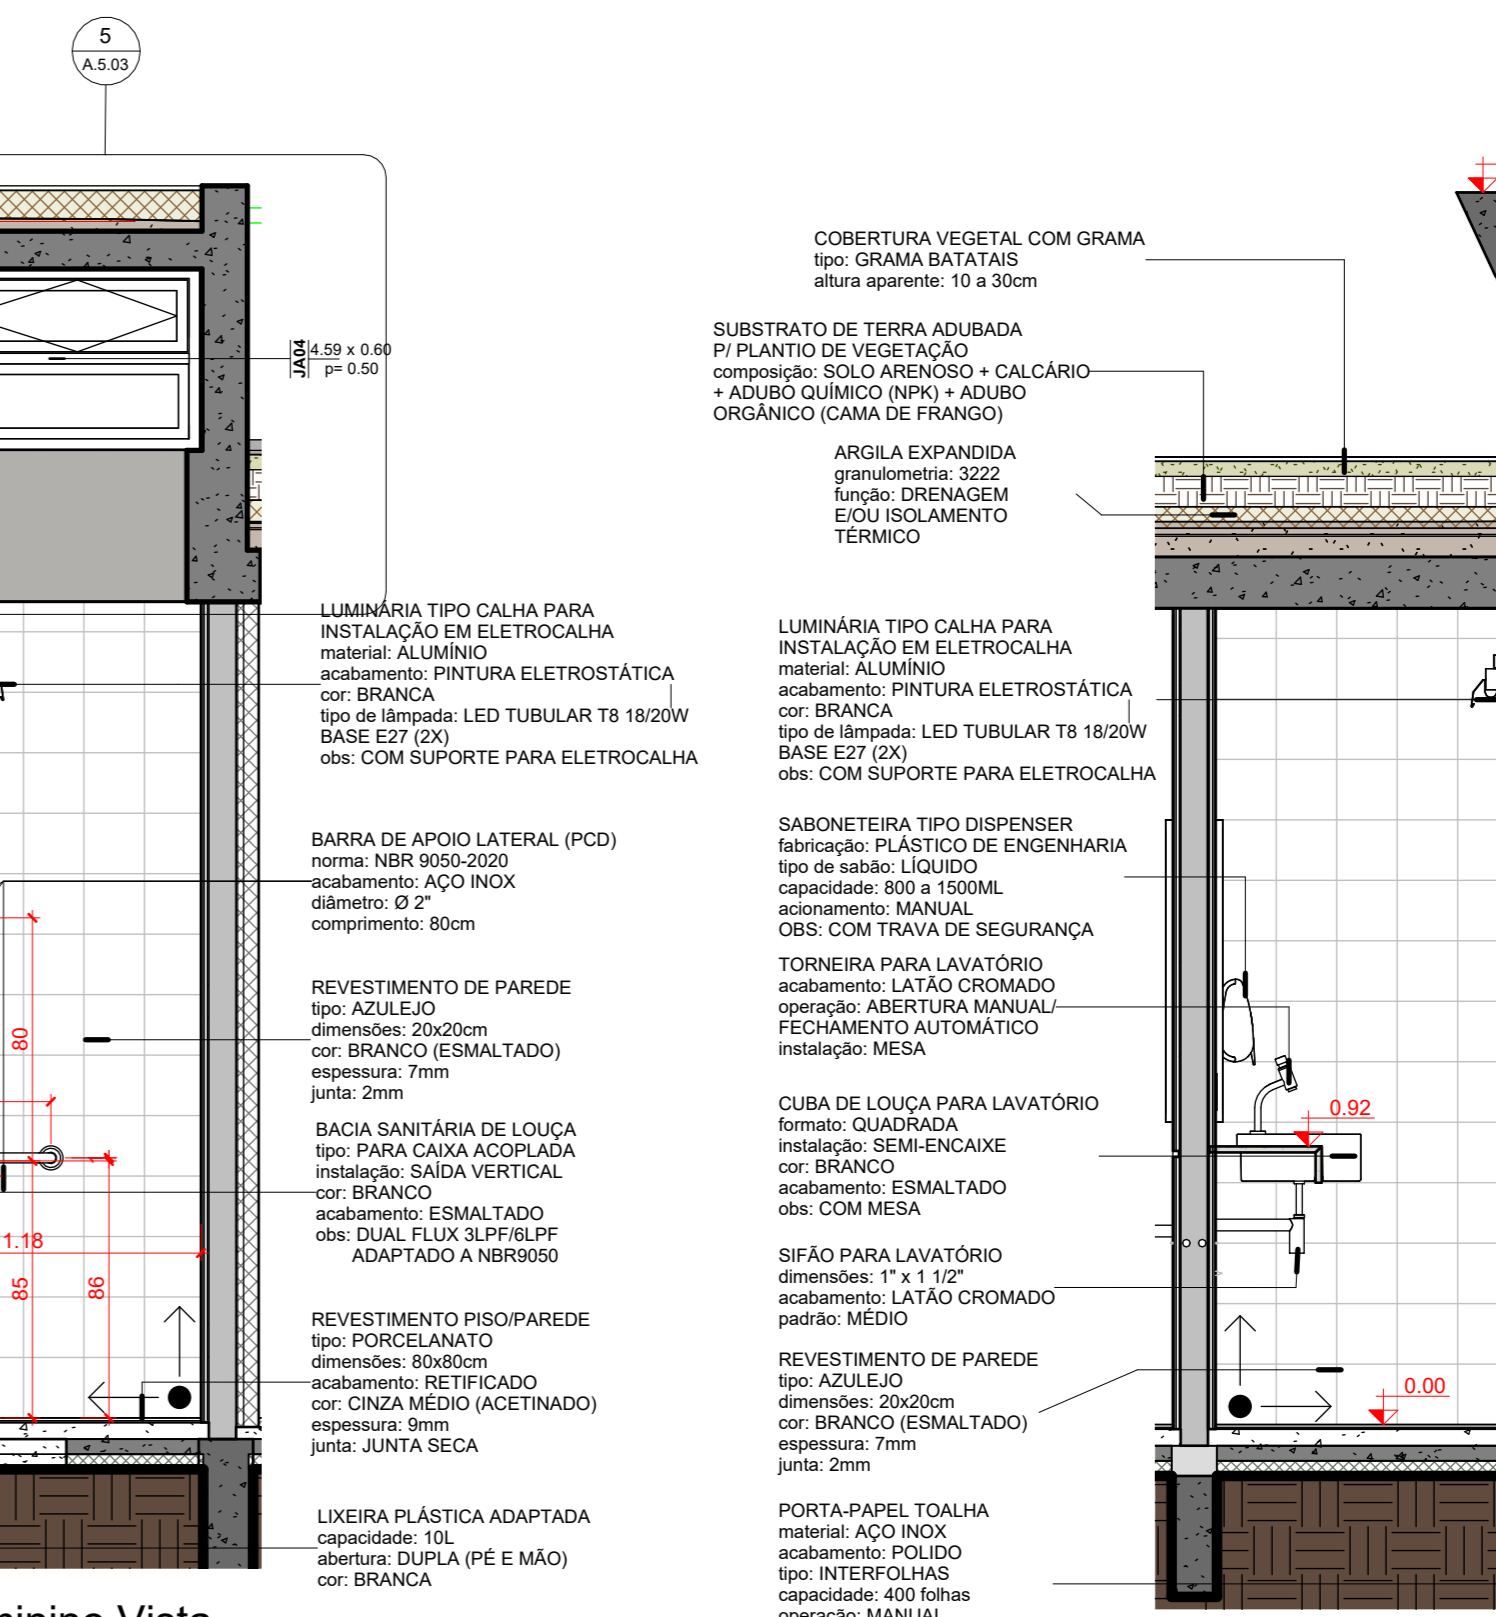 5
A.5.03
JA04
4.59 x 0.60
p= 0.50
LUMINÁRIA TIPO CALHA PARA
INSTALAÇÃO EM ELETROCALHA
material: ALUMÍNIO
acabamento: PINTURA ELETROSTÁTICA
cor: BRANCA
tipo de lâmpada: LED TUBULAR T8 18/20W
BASE E27 (2X)
obs: COM SUPORTE PARA ELETROCALHA
BARRA DE APOIO LATERAL (PCD)
norma: NBR 9050-2020
acabamento: AÇO INOX
diâmetro: Ø 2"
comprimento: 80cm
REVESTIMENTO DE PAREDE
tipo: AZULEJO
dimensões: 20x20cm
cor: BRANCO (ESMALTADO)
espessura: 7mm
junta: 2mm
BACIA SANITÁRIA DE LOUÇA
tipo: PARA CAIXA ACOPLADA
instalação: SAÍDA VERTICAL
cor: BRANCO
acabamento: ESMALTADO
obs: DUAL FLUX 3LPF/6LPF
ADAPTADO A NBR9050
REVESTIMENTO PISO/PAREDE
tipo: PORCELANATO
dimensões: 80x80cm
acabamento: RETIFICADO
cor: CINZA MÉDIO (ACETINADO)
espessura: 9mm
junta: JUNTA SECA
LIXEIRA PLÁSTICA ADAPTADA
capacidade: 10L
abertura: DUPLA (PÉ E MÃO)
cor: BRANCA
80
1.18
85
86
COBERTURA VEGETAL COM GRAMA
tipo: GRAMA BATATAIS
altura aparente: 10 a 30cm
SUBSTRATO DE TERRA ADUBADA
P/ PLANTIO DE VEGETAÇÃO
composição: SOLO ARENOSO + CALCÁRIO
+ ADUBO QUÍMICO (NPK) + ADUBO
ORGÂNICO (CAMA DE FRANGO)
ARGILA EXPANDIDA
granulometria: 3222
função: DRENAGEM
E/OU ISOLAMENTO
TÉRMICO
LUMINÁRIA TIPO CALHA PARA
INSTALAÇÃO EM ELETROCALHA
material: ALUMÍNIO
acabamento: PINTURA ELETROSTÁTICA
cor: BRANCA
tipo de lâmpada: LED TUBULAR T8 18/20W
BASE E27 (2X)
obs: COM SUPORTE PARA ELETROCALHA
SABONETEIRA TIPO DISPENSER
fabricação: PLÁSTICO DE ENGENHARIA
tipo de sabão: LÍQUIDO
capacidade: 800 a 1500ML
acionamento: MANUAL
OBS: COM TRAVA DE SEGURANÇA
TORNEIRA PARA LAVATÓRIO
acabamento: LATÃO CROMADO
operação: ABERTURA MANUAL/
FECHAMENTO AUTOMÁTICO
instalação: MESA
CUBA DE LOUÇA PARA LAVATÓRIO
formato: QUADRADA
instalação: SEMI-ENCAIXE
cor: BRANCO
acabamento: ESMALTADO
obs: COM MESA
SIFÃO PARA LAVATÓRIO
dimensões: 1" x 1 1/2"
acabamento: LATÃO CROMADO
padrão: MÉDIO
REVESTIMENTO DE PAREDE
tipo: AZULEJO
dimensões: 20x20cm
cor: BRANCO (ESMALTADO)
espessura: 7mm
junta: 2mm
PORTA-PAPEL TOALHA
material: AÇO INOX
acabamento: POLIDO
tipo: INTERFOLHAS
capacidade: 400 folhas
operação: MANUAL
0.92
0.00
Vista